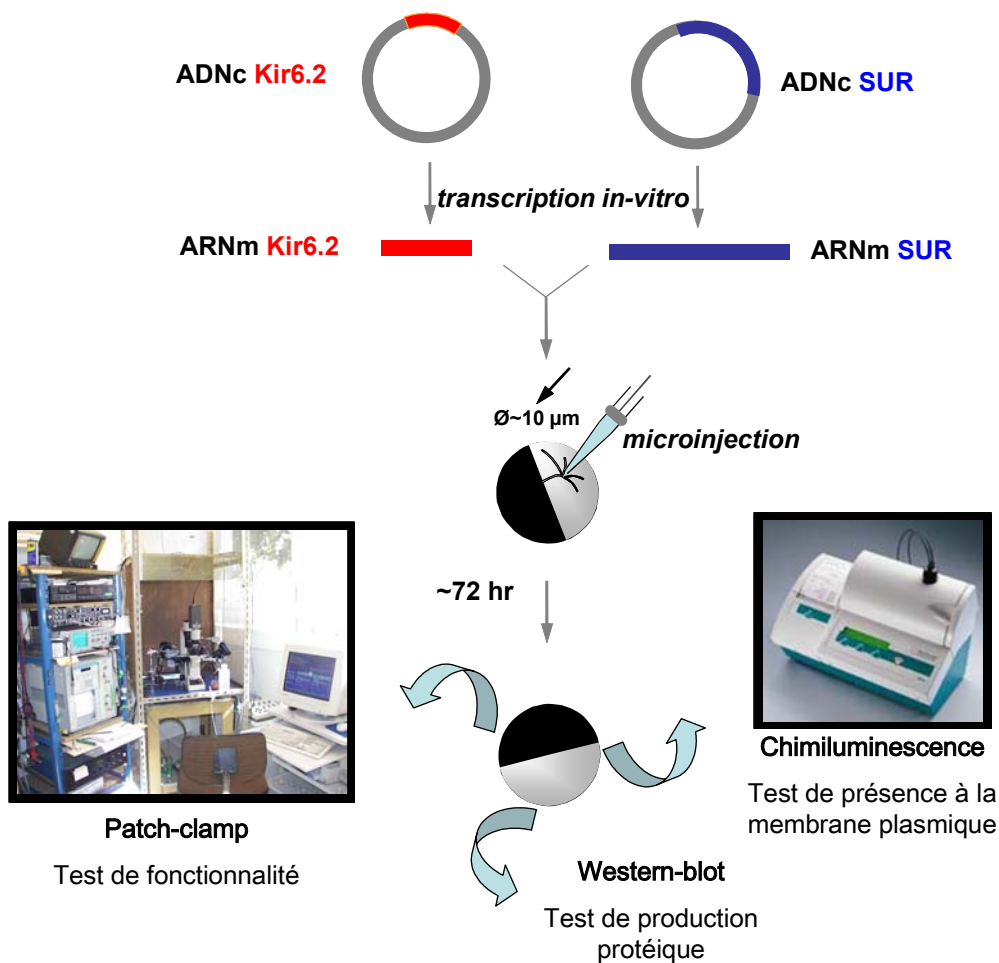 ADNc Kir6.2
ADNc SUR
transcription in-vitro
ARNm Kir6.2
ARNm SUR
Ø~10 µm
microinjection
~72 hr
Patch-clamp
Test de fonctionnalité
Chimiluminescence
Test de présence à la
membrane plasmique
Western-blot
Test de production
protéique